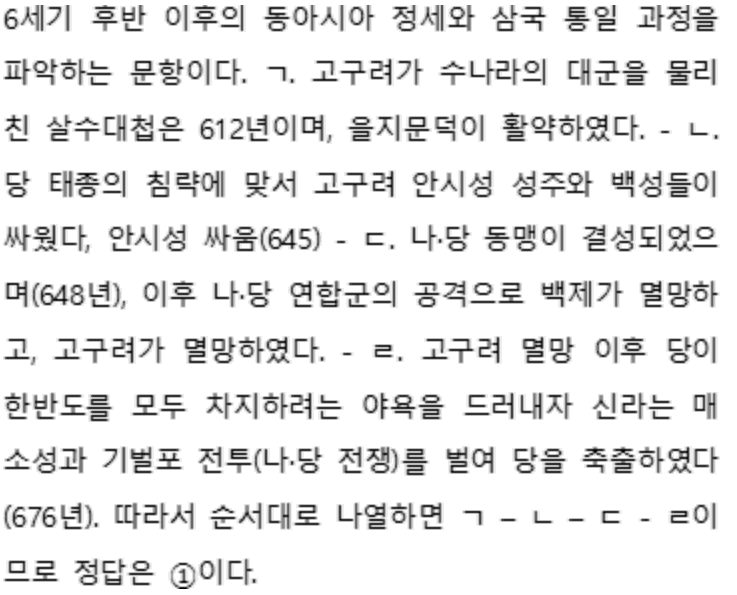 6세기 후반 이후의 동아시아 정세와 삼국 통일 과정을
파악하는 문항이다. ㄱ. 고구려가 수나라의 대군을 물리
친 살수대첩은 612년이며, 을지문덕이 활약하였다. - ㄴ.
당 태종의 침략에 맞서 고구려 안시성 성주와 백성들이
싸웠다, 안시성 싸움(645) - ㄷ. 나·당 동맹이 결성되었으
며(648년), 이후 나·당 연합군의 공격으로 백제가 멸망하
고, 고구려가 멸망하였다. - ㄹ. 고구려 멸망 이후 당이
한반도를 모두 차지하려는 야욕을 드러내자 신라는 매
소성과 기벌포 전투(나·당 전쟁)를 벌여 당을 축출하였다
(676년). 따라서 순서대로 나열하면 ㄱ – ㄴ – ㄷ - ㄹ이
므로 정답은 ①이다.